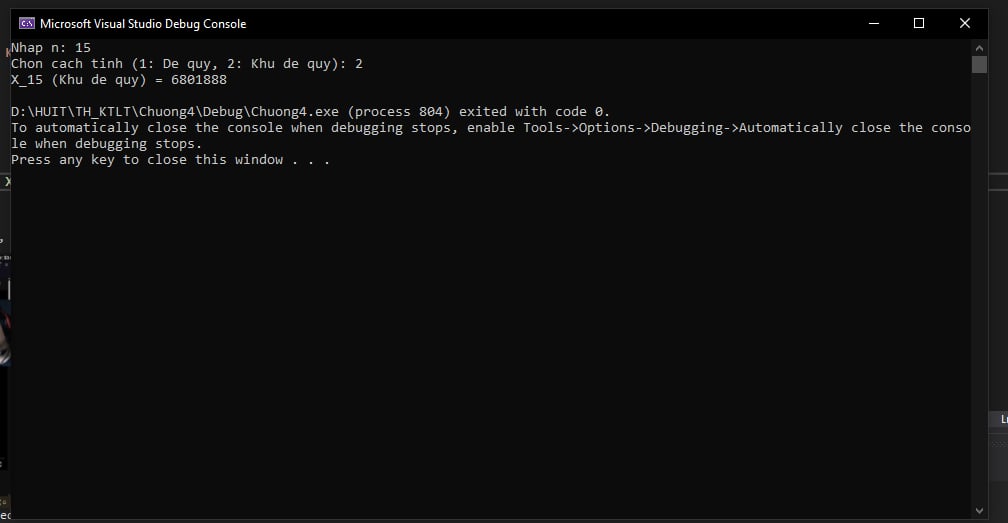 Microsoft Visual Studio Debug Console
Nhap n: 15
Chon cach tinh (1: De quy, 2: Khu de quy): 2
X_15 (Khu de quy) = 6801888
D:\HUIT\TH_KTLT\Chuong4\Debug\Chuong4.exe (process 804) exited with code 0.
To automatically close the console when debugging stops, enable Tools->Options->Debugging->Automatically close the conso
le when debugging stops.
Press any key to close this window . . .